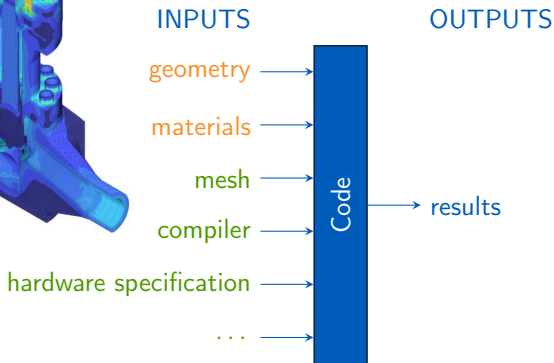 INPUTS
OUTPUTS
geometry
materials
mesh
compiler
hardware specification
...
Code
results